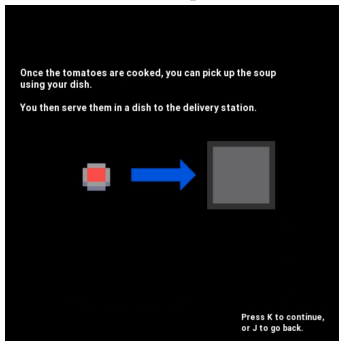 Once the tomatoes are cooked, you can pick up the soup
using your dish.
You then serve them in a dish to the delivery station.
Press K to continue,
or J to go back.